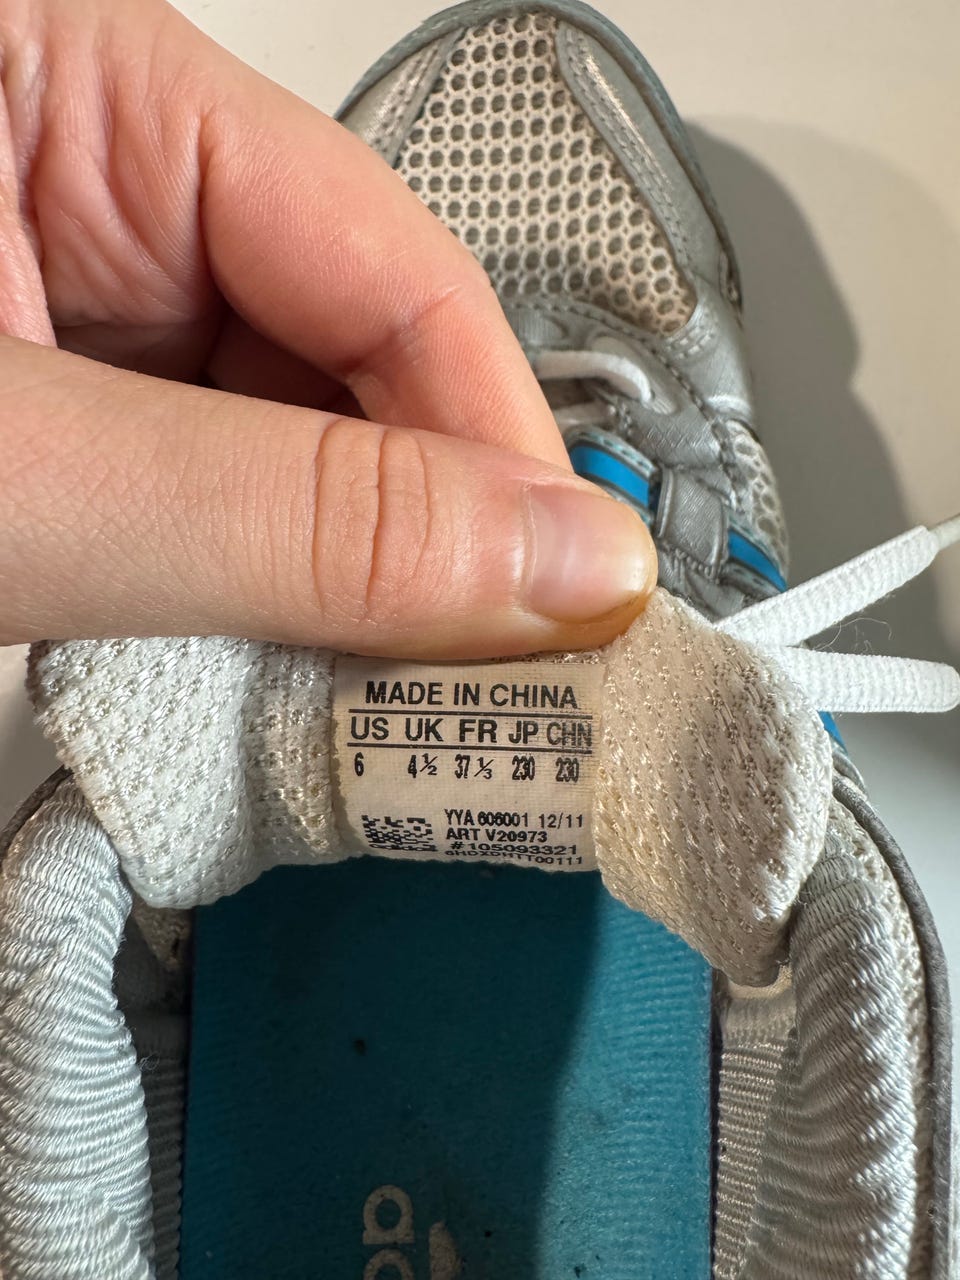 MADE IN CHINA
US UK FR JP CHN
6 4½ 37⅓ 230 230
YYA 606001 12/11
ART V20973
#105093321